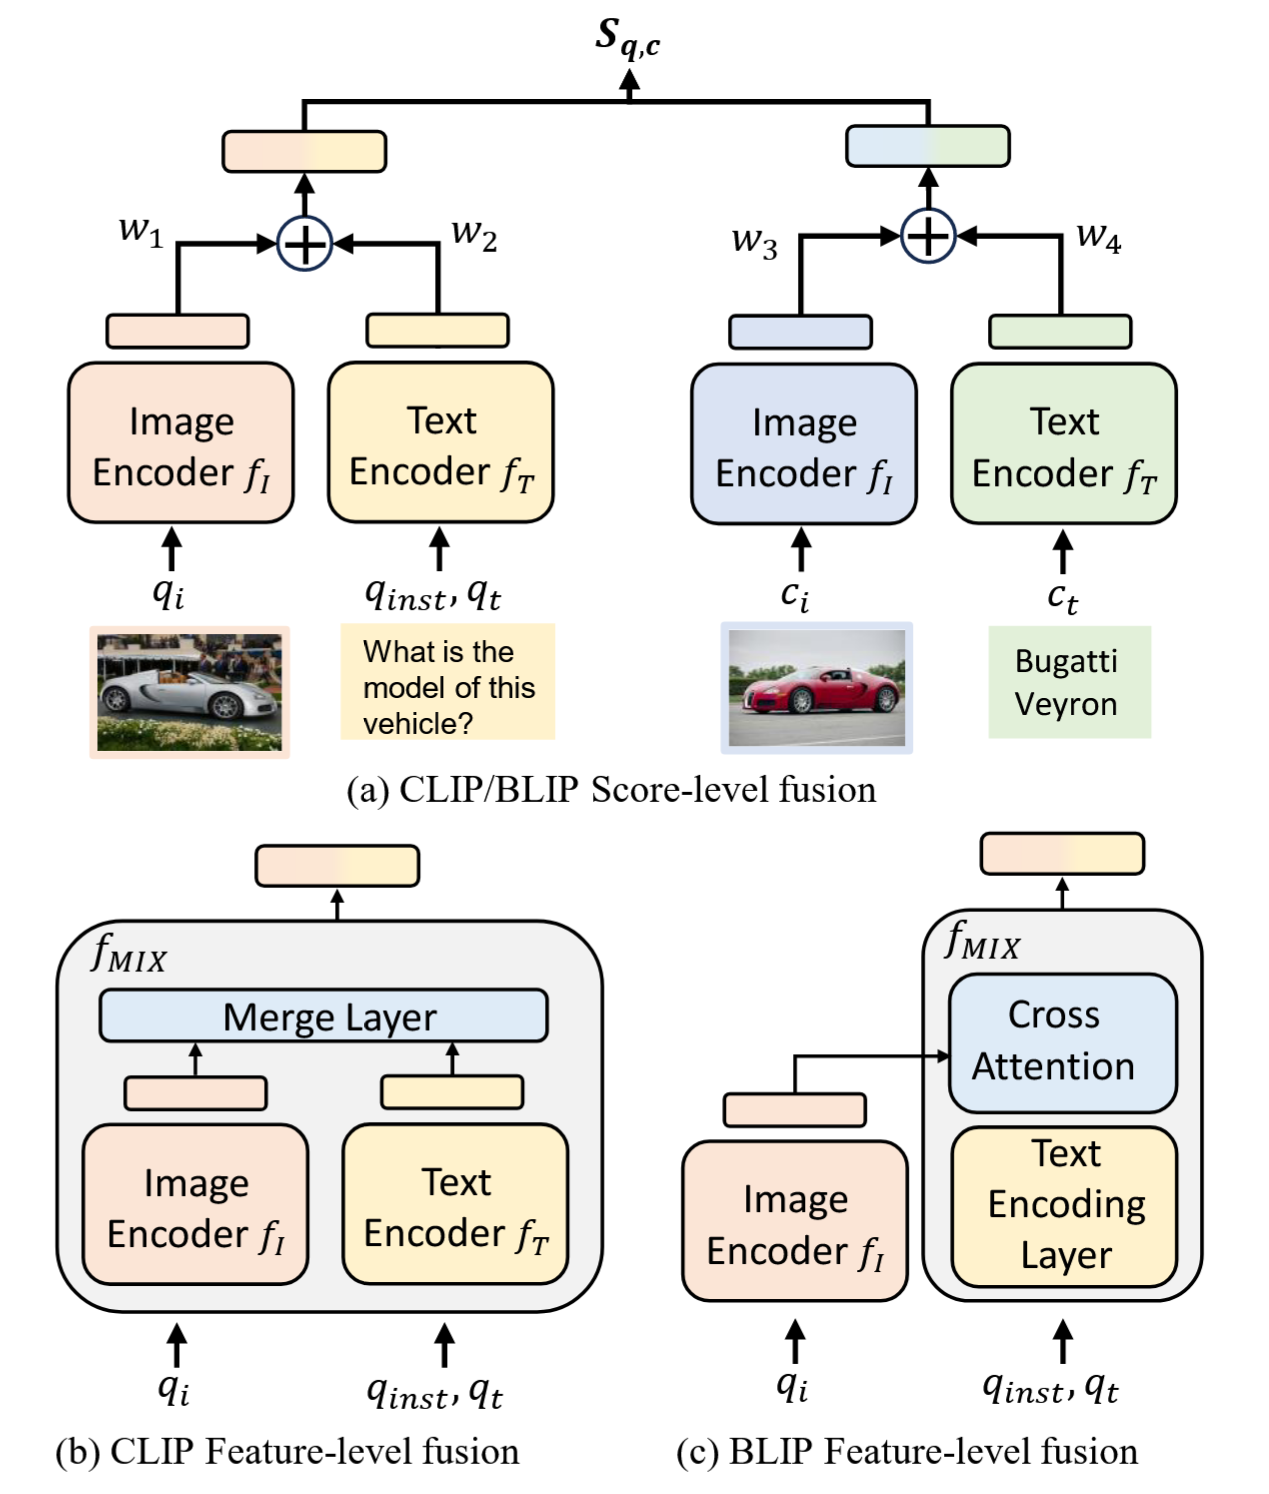 S_{q,c}
w_1
w_2
w_3
w_4
Image
Encoder f_I
Text
Encoder f_T
Image
Encoder f_I
Text
Encoder f_T
q_i
q_{inst}, q_t
c_i
c_t
What is the
model of this
vehicle?
Bugatti
Veyron
(a) CLIP/BLIP Score-level fusion
f_{MIX}
Merge Layer
Image
Encoder f_I
Text
Encoder f_T
q_i
q_{inst}, q_t
(b) CLIP Feature-level fusion
f_{MIX}
Cross
Attention
Image
Encoder f_I
Text
Encoding
Layer
q_i
q_{inst}, q_t
(c) BLIP Feature-level fusion